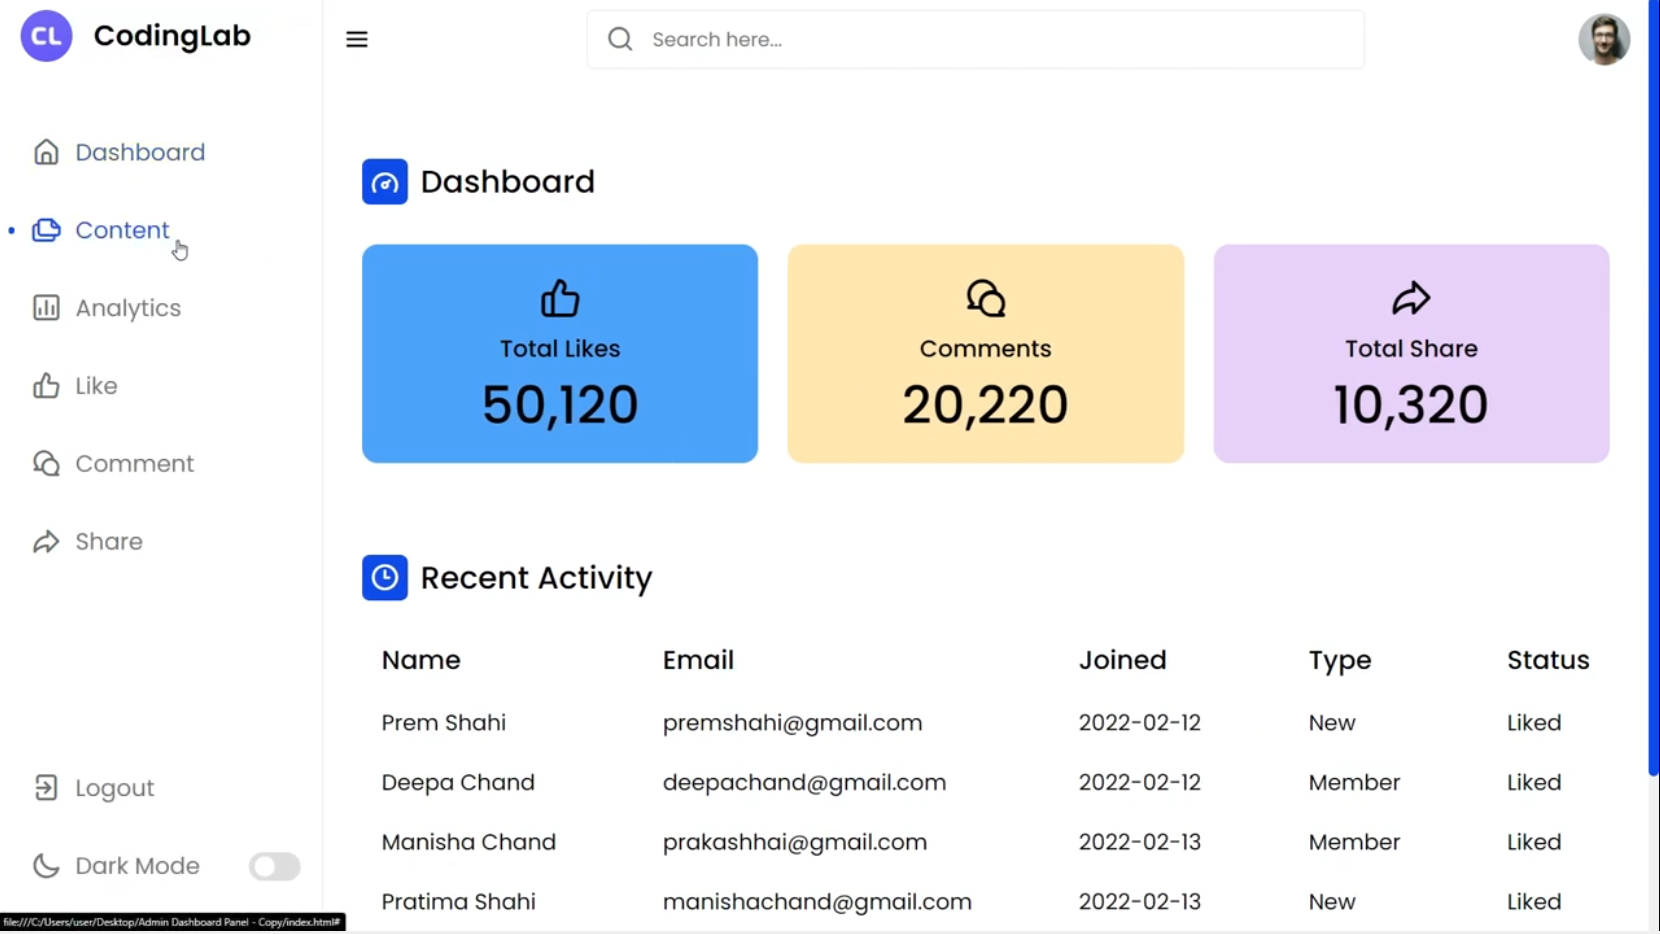 CL CodingLab
Search here...
Dashboard
Content
Analytics
Like
Comment
Share
Logout
Dark Mode
Dashboard
Total Likes
50,120
Comments
20,220
Total Share
10,320
Recent Activity
Name Email Joined Type Status
Prem Shahi premshahi@gmail.com 2022-02-12 New Liked
Deepa Chand deepachand@gmail.com 2022-02-12 Member Liked
Manisha Chand prakashhai@gmail.com 2022-02-13 Member Liked
Pratima Shahi manishachand@gmail.com 2022-02-13 New Liked
file:///C:/Users/user/Desktop/Admin Dashboard Panel - Copy/index.html#